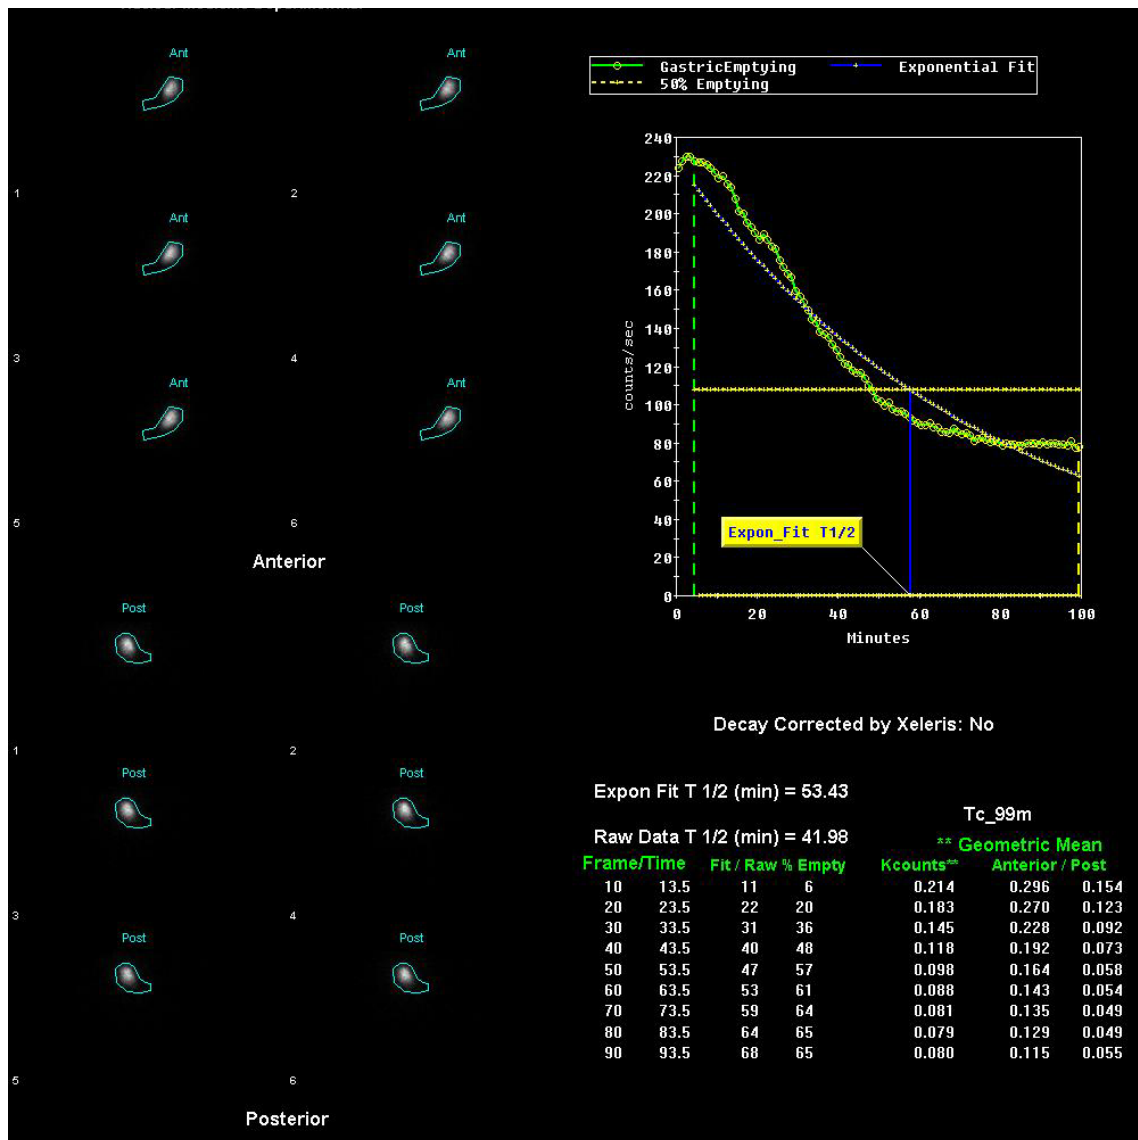 Ant Ant
1 2
Ant Ant
3 4
Ant Ant
5 6
Anterior
Post Post
1 2
Post Post
3 4
Post Post
5 6
Posterior
GasticEmptying Exponential Fit
50% Emptying
240
220
200
180
160
140
120
100
80
60
40
20
0
counts/sec
Expon_Fit T1/2
0 20 40 60 80 100
Minutes
Decay Corrected by Xeleris: No
Expon Fit T 1/2 (min) = 53.43
Raw Data T 1/2 (min) = 41.98
Tc_99m
** Geometric Mean
Frame/Time Fit / Raw % Empty Kcounts** Anterior / Post
10 13.5 11 6 0.214 0.296 0.154
20 23.5 22 20 0.183 0.270 0.123
30 33.5 31 36 0.145 0.228 0.092
40 43.5 40 48 0.118 0.192 0.073
50 53.5 47 57 0.098 0.164 0.058
60 63.5 53 61 0.088 0.143 0.054
70 73.5 59 64 0.081 0.135 0.049
80 83.5 64 65 0.079 0.129 0.049
90 93.5 68 65 0.080 0.115 0.055